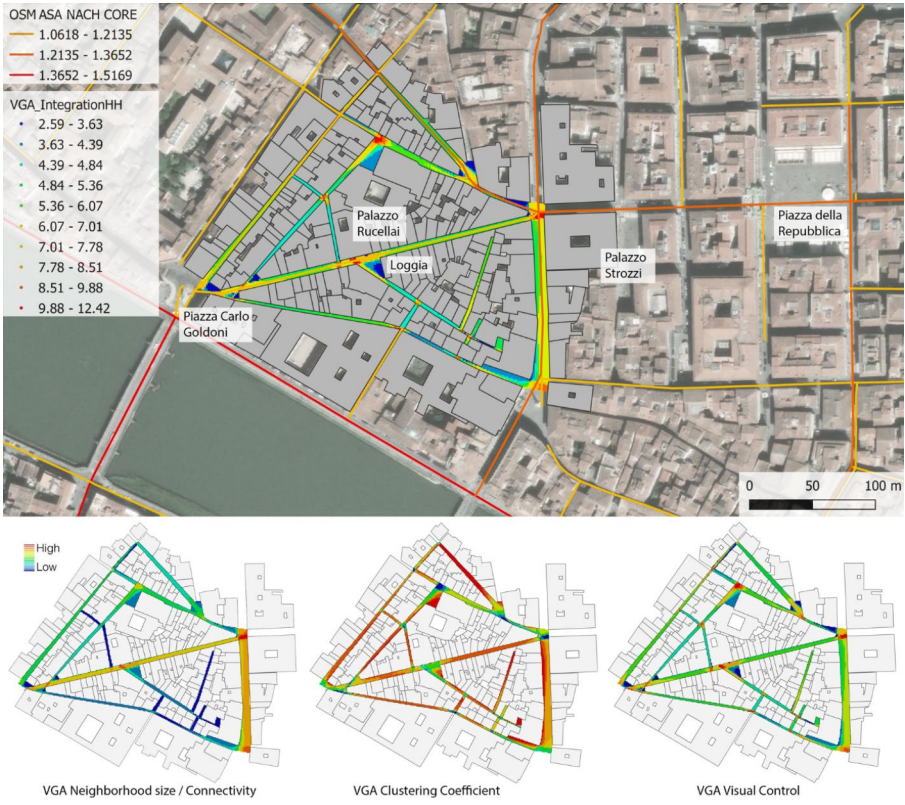 OSM ASA NACH CORE
1.0618 - 1.2135
1.2135 - 1.3652
1.3652 - 1.5169
VGA_IntegrationHH
2.59 - 3.63
3.63 - 4.39
4.39 - 4.84
4.84 - 5.36
5.36 - 6.07
6.07 - 7.01
7.01 - 7.78
7.78 - 8.51
8.51 - 9.88
9.88 - 12.42
Palazzo
Rucellai
Loggia
Palazzo
Strozzi
Piazza della
Repubblica
Piazza Carlo
Goldoni
0 50 100 m
High
Low
VGA Neighborhood size / Connectivity
VGA Clustering Coefficient
VGA Visual Control